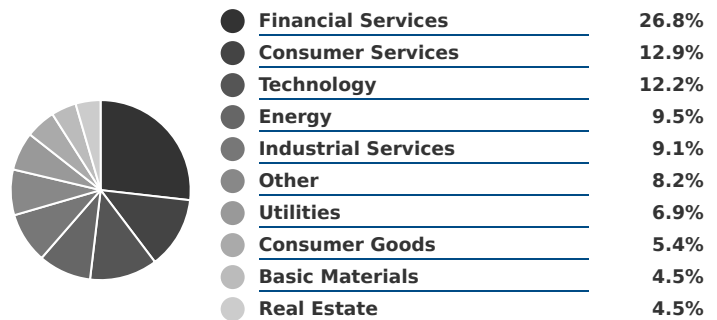 Financial Services 26.8%
Consumer Services 12.9%
Technology 12.2%
Energy 9.5%
Industrial Services 9.1%
Other 8.2%
Utilities 6.9%
Consumer Goods 5.4%
Basic Materials 4.5%
Real Estate 4.5%